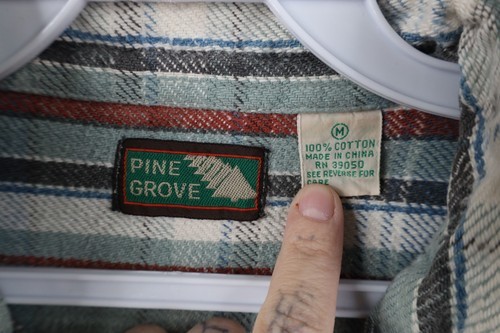 PINE
GROVE
M
100% COTTON
MADE IN CHINA
RN 39050
SEE REVERSE FOR
CARE